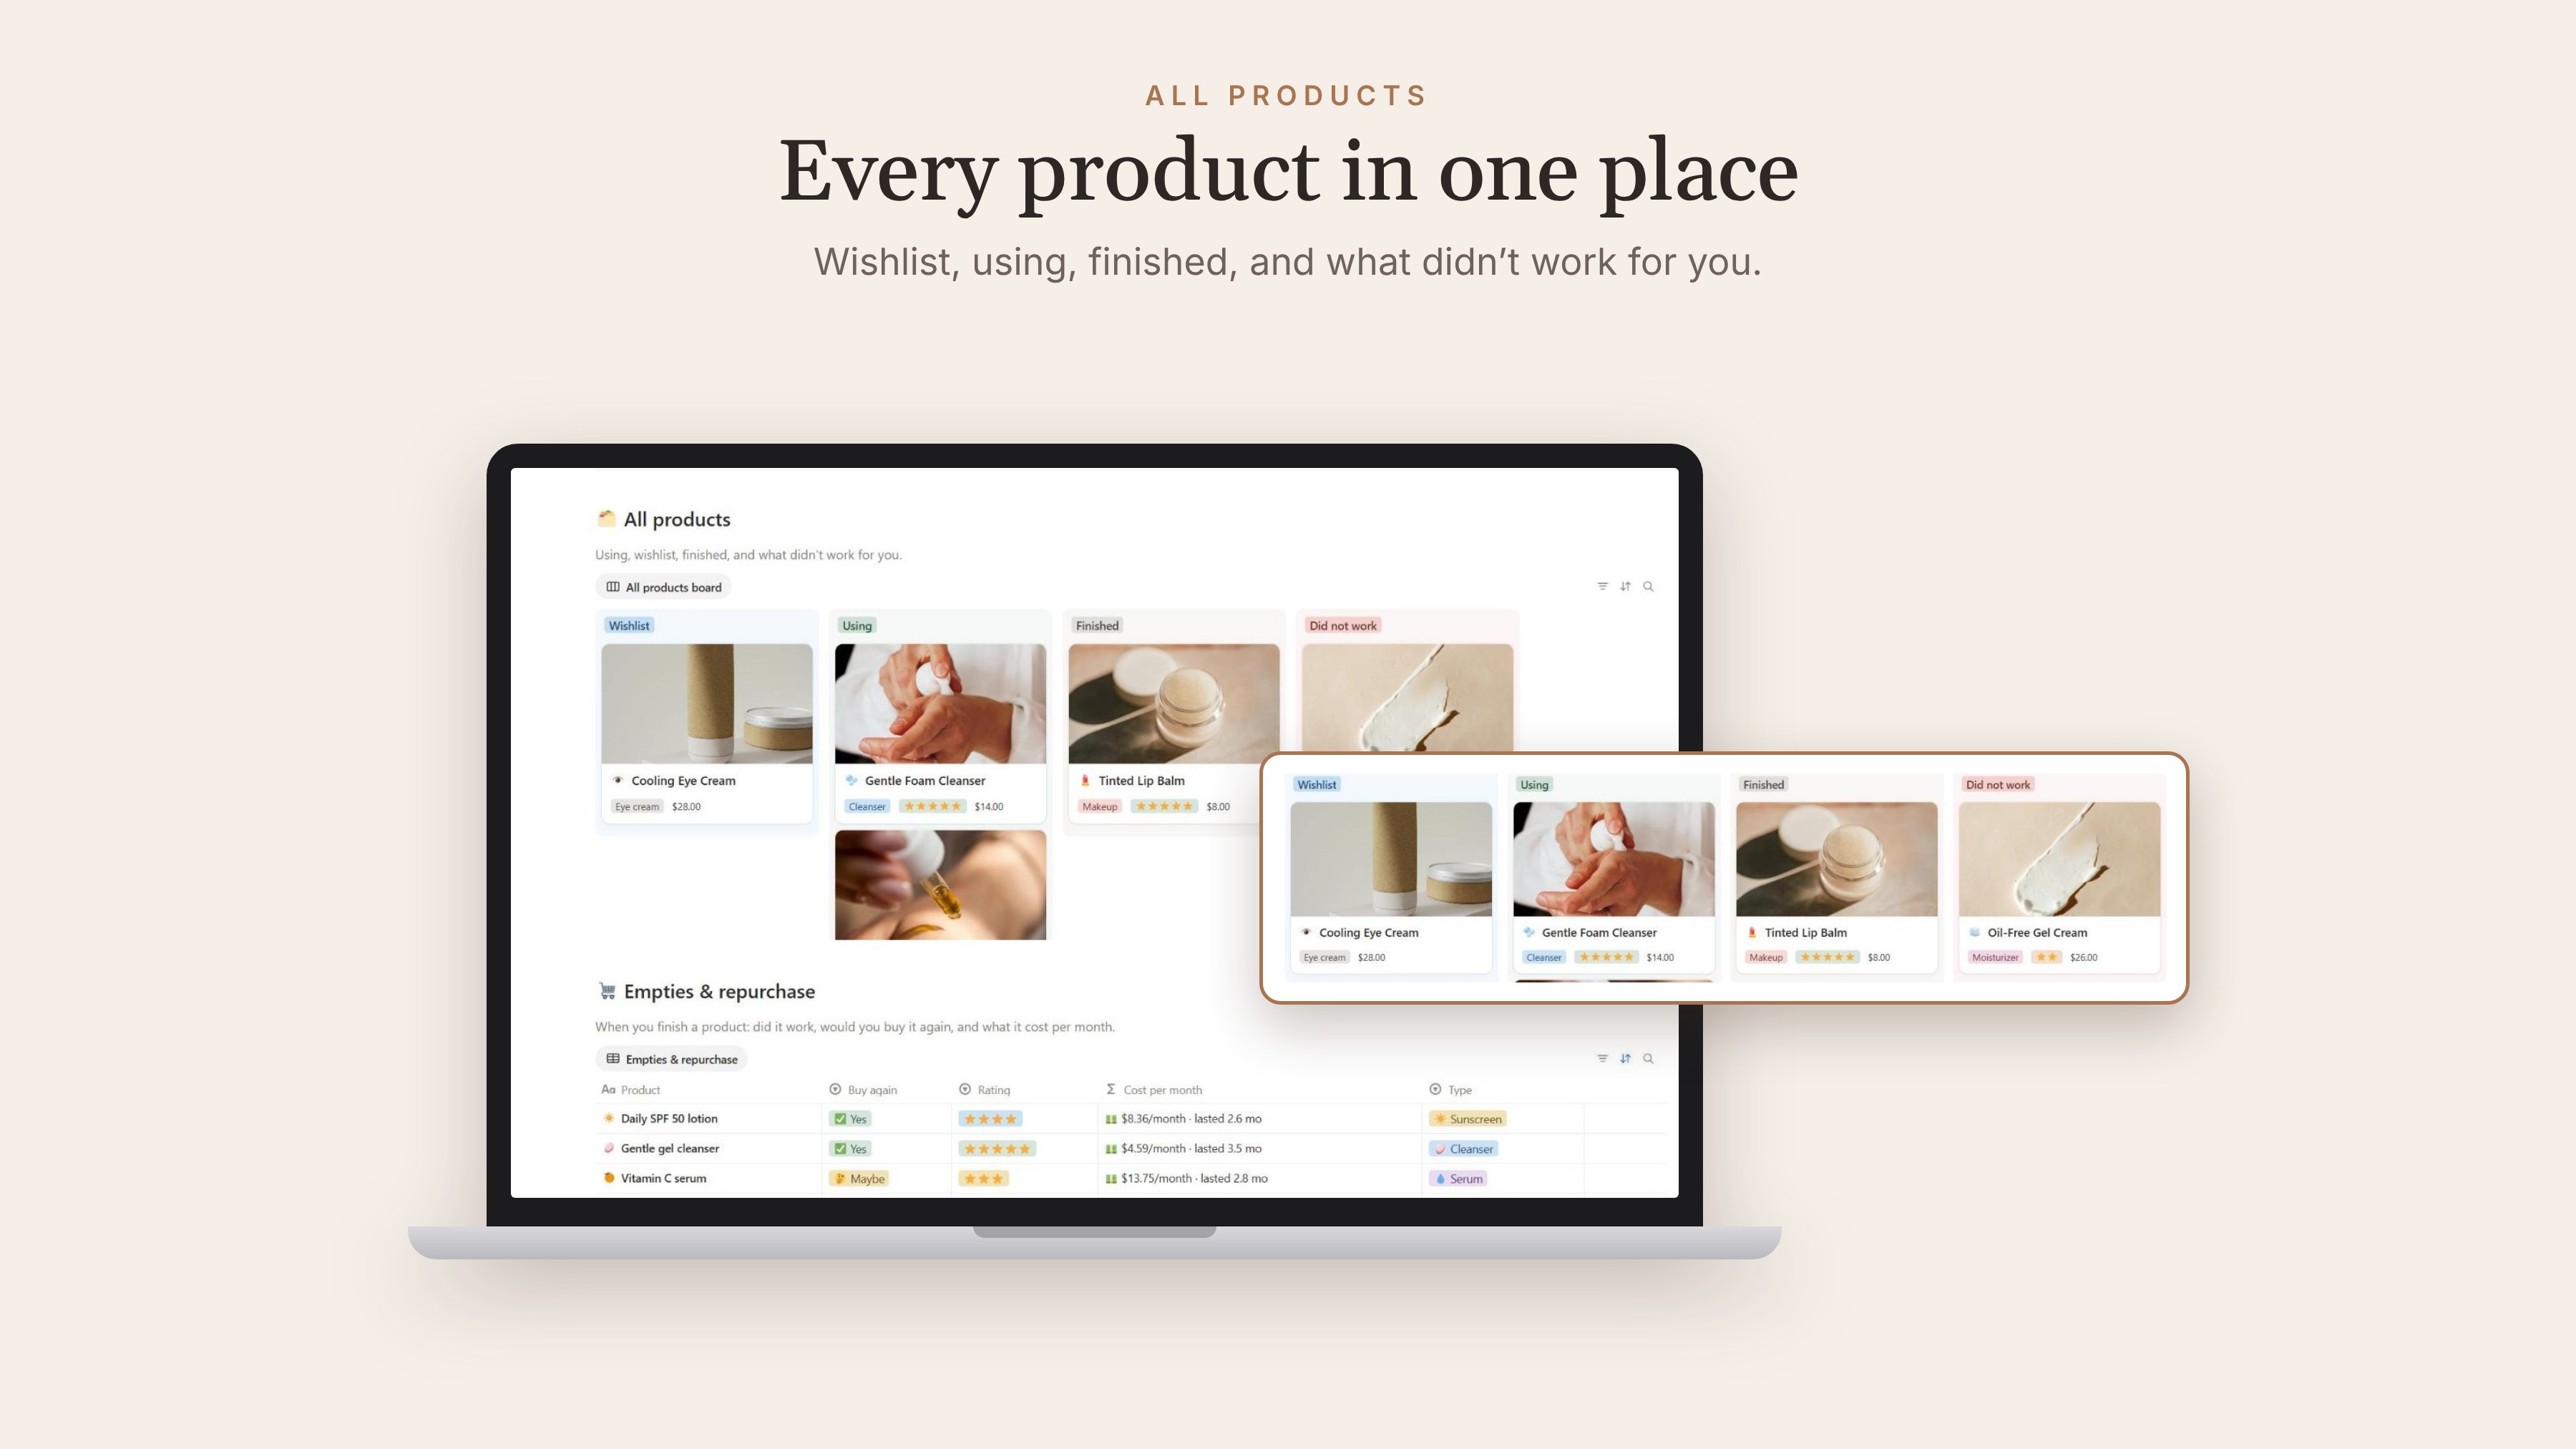 ALL PRODUCTS
Every product in one place
Wishlist, using, finished, and what didn’t work for you.
All products
Using, wishlist, finished, and what didn't work for you.
All products board
Wishlist
Using
Finished
Did not work
Cooling Eye Cream
Eye cream $28.00
Gentle Foam Cleanser
Cleanser ★★★★★ $14.00
Tinted Lip Balm
Makeup ★★★★★ $8.00
Wishlist
Using
Finished
Did not work
Cooling Eye Cream
Eye cream $28.00
Gentle Foam Cleanser
Cleanser ★★★★★ $14.00
Tinted Lip Balm
Makeup ★★★★★ $8.00
Oil-Free Gel Cream
Moisturizer ★★ $26.00
Empties & repurchase
When you finish a product: did it work, would you buy it again, and what it cost per month.
Empties & repurchase
Aa Product Buy again Rating Σ Cost per month Type
Daily SPF 50 lotion Yes ★★★★ $8.36/month · lasted 2.6 mo Sunscreen
Gentle gel cleanser Yes ★★★★★ $4.59/month · lasted 3.5 mo Cleanser
Vitamin C serum Maybe ★★★ $13.75/month · lasted 2.8 mo Serum